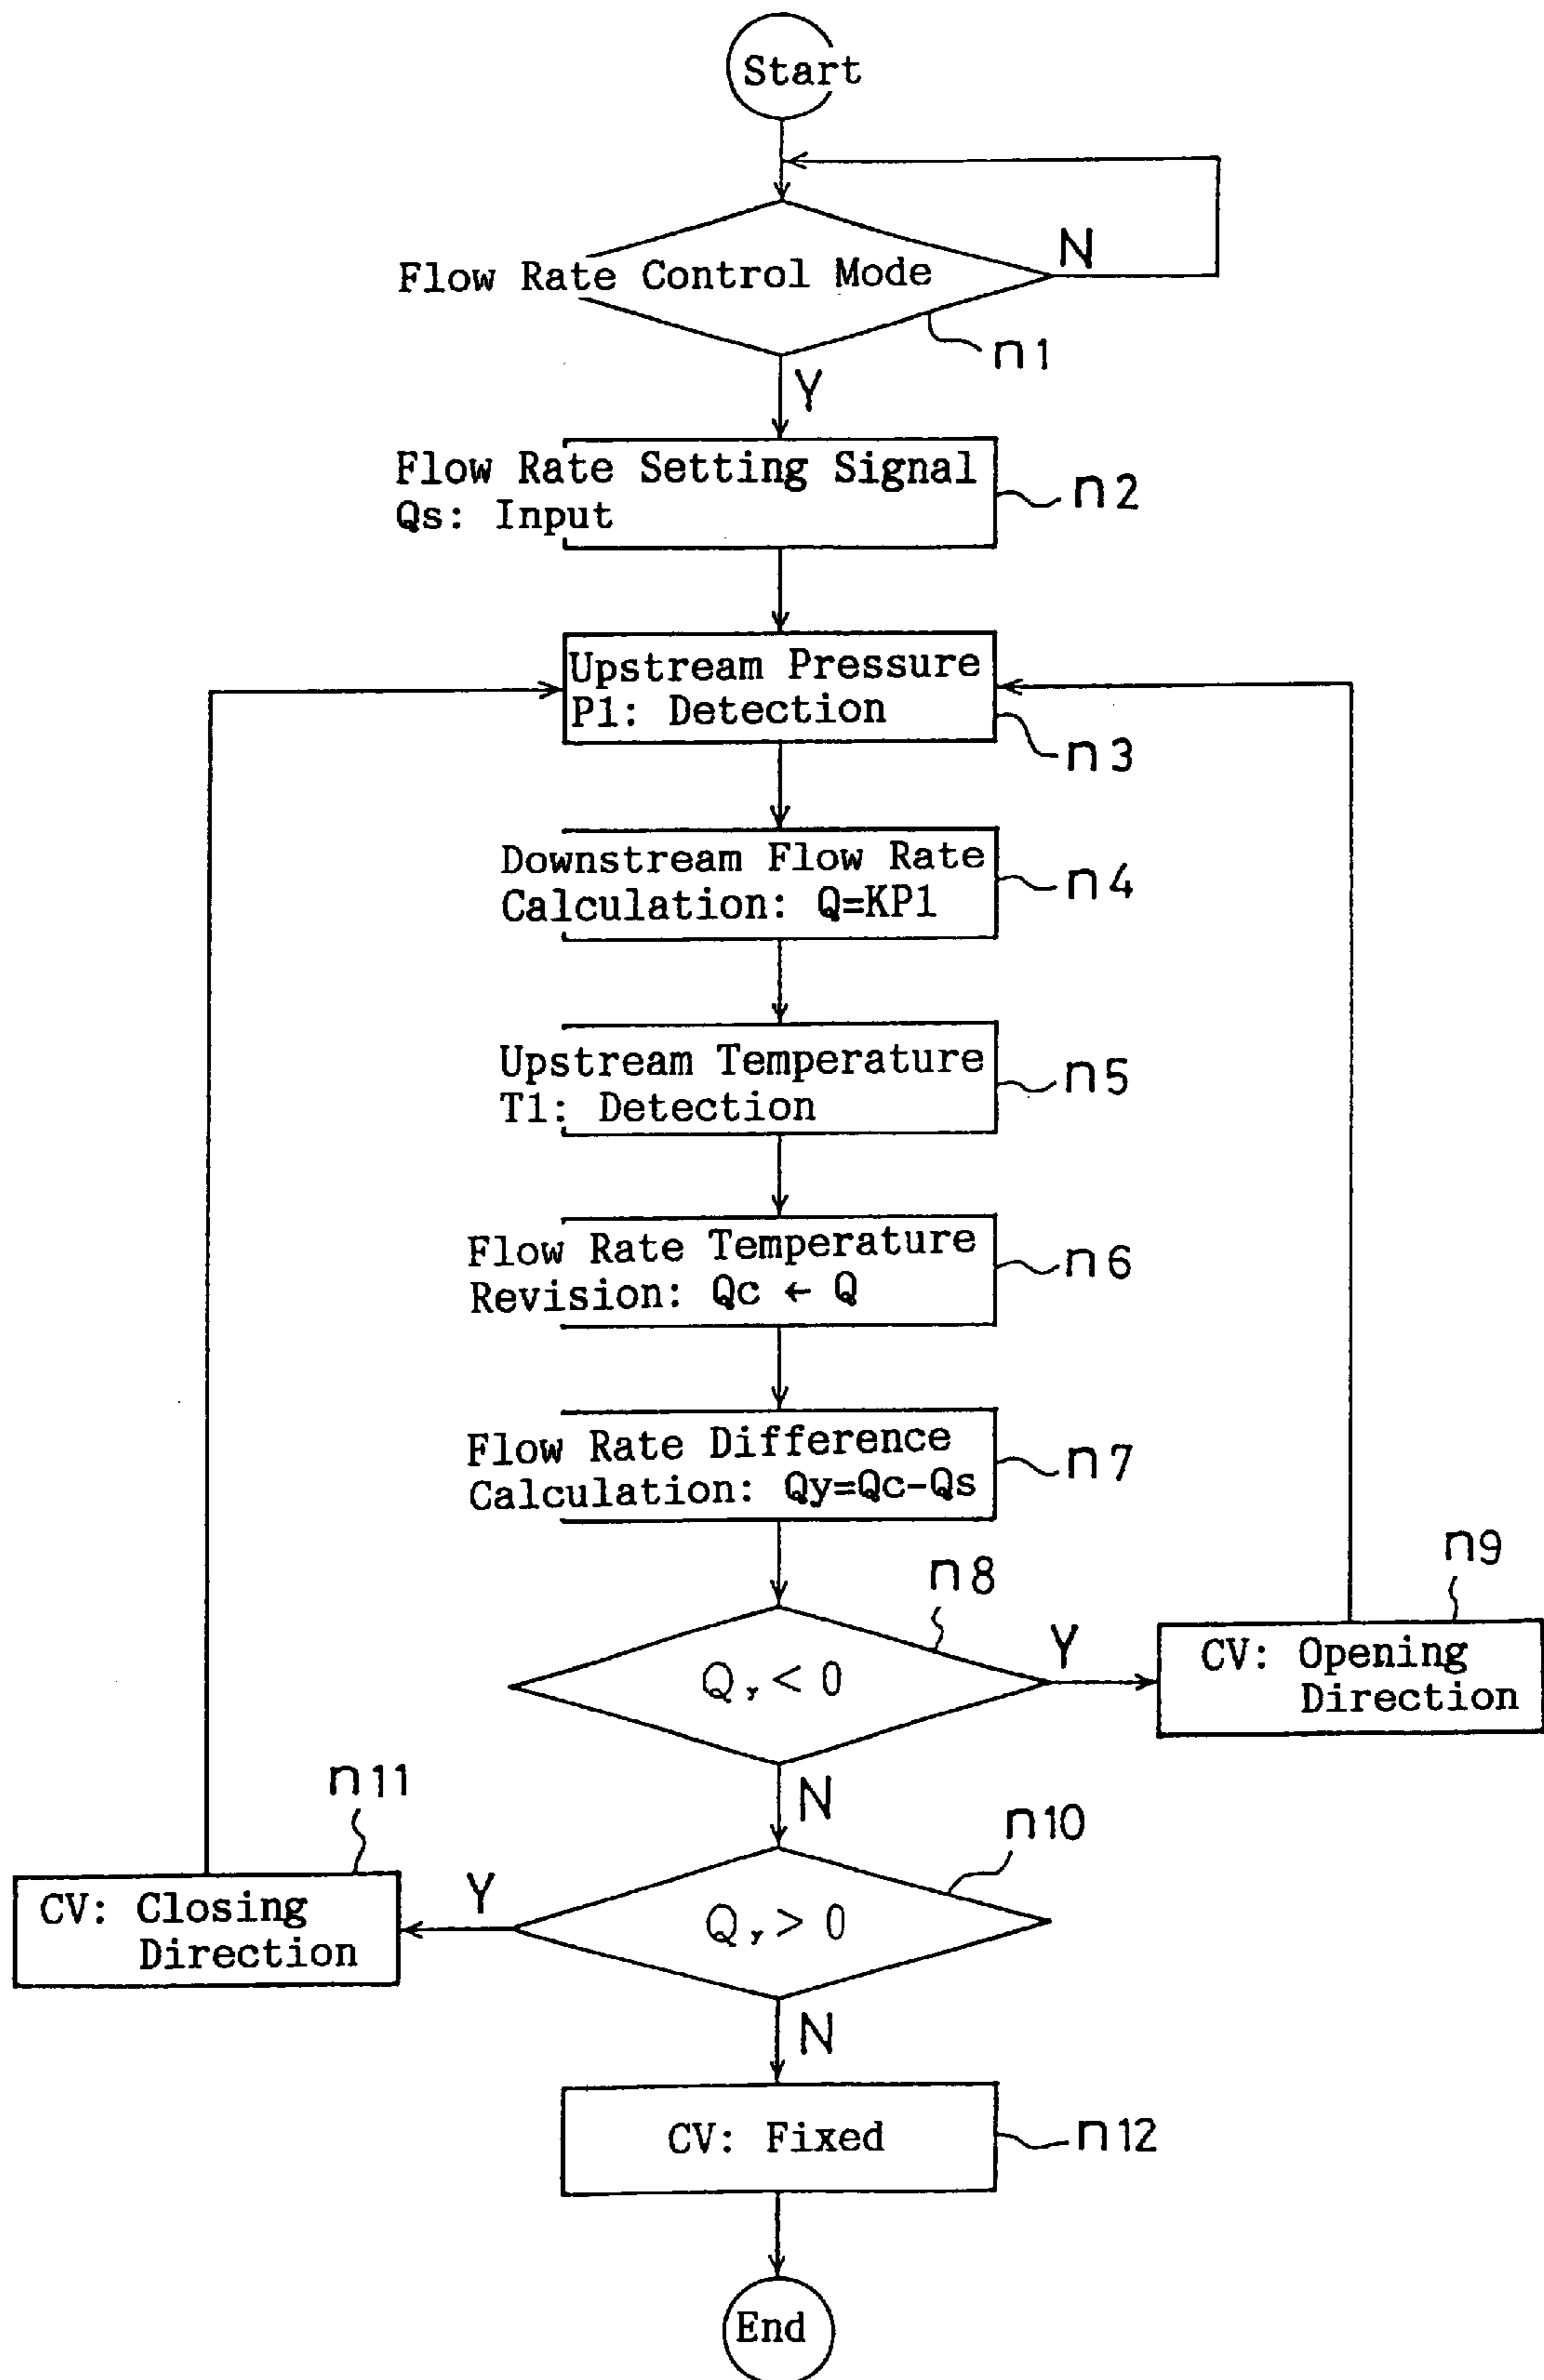 Start
Flow Rate Control Mode
N
n1
Y
Flow Rate Setting Signal
Qs: Input
n2
Upstream Pressure
P1: Detection
n3
Downstream Flow Rate
Calculation: Q=KP1
n4
Upstream Temperature
T1: Detection
n5
Flow Rate Temperature
Revision: Qc ← Q
n6
Flow Rate Difference
Calculation: Qy=Qc-Qs
n7
n8
Qy < 0
Y
n9
CV: Opening
Direction
N
n10
Qy > 0
Y
n11
CV: Closing
Direction
N
CV: Fixed
n12
End